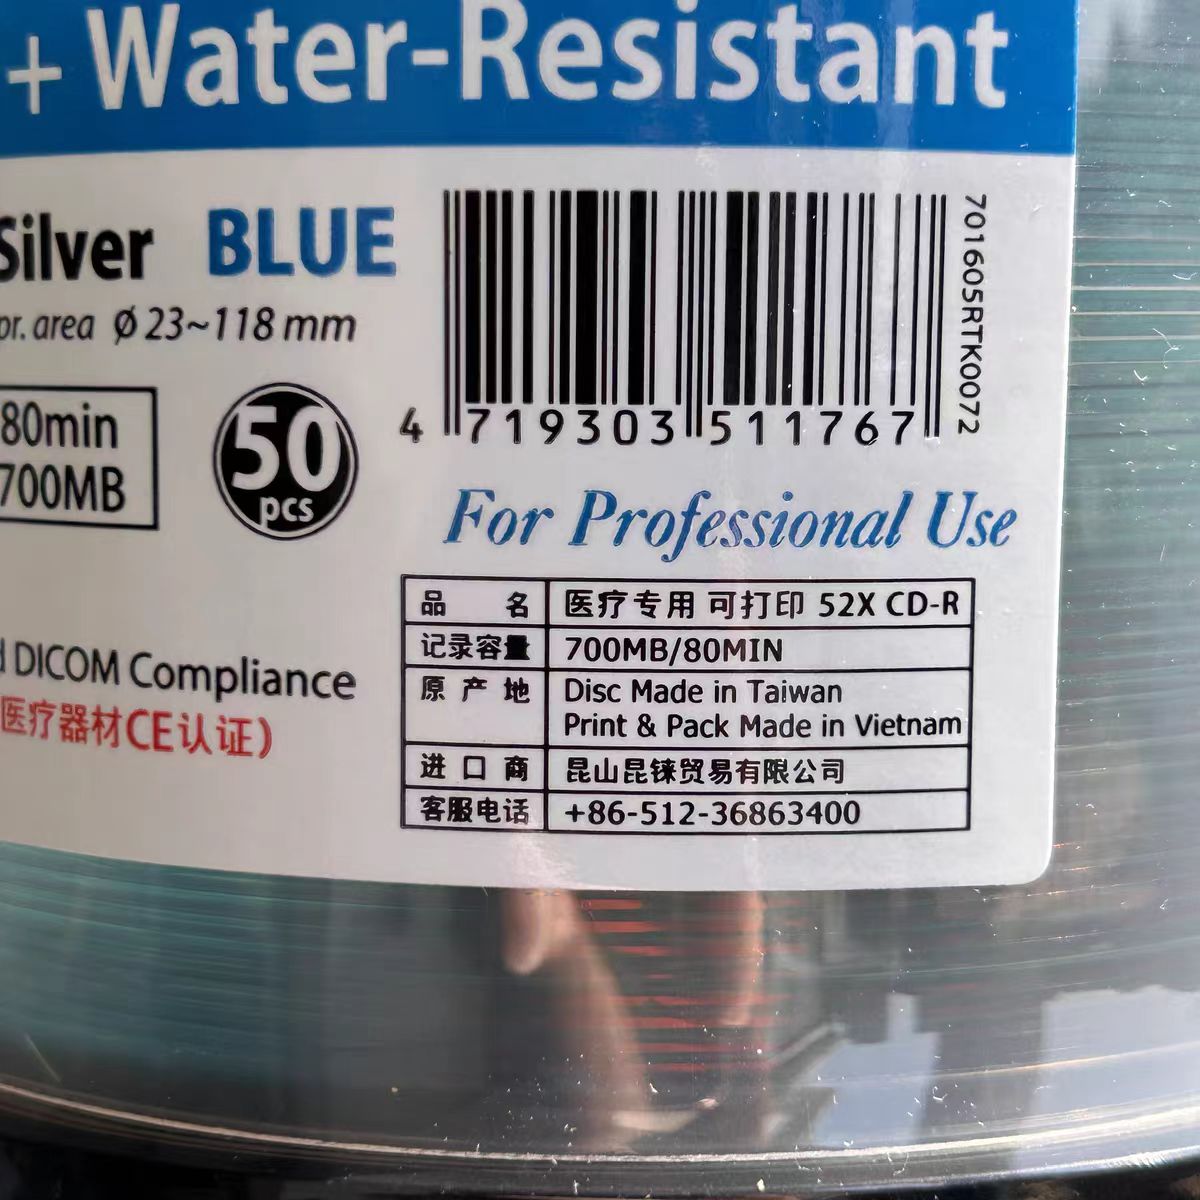 + Water-Resistant
Silver BLUE
pr. area Ø 23~118 mm
80min
700MB
50
pcs
4 719303 511767
701605RTK0072
For Professional Use
品名 医疗专用 可打印 52X CD-R
记录容量 700MB/80MIN
原产地 Disc Made in Taiwan
Print & Pack Made in Vietnam
进口商 昆山昆铼贸易有限公司
客服电话 +86-512-36863400
DICOM Compliance
医疗器材CE认证)